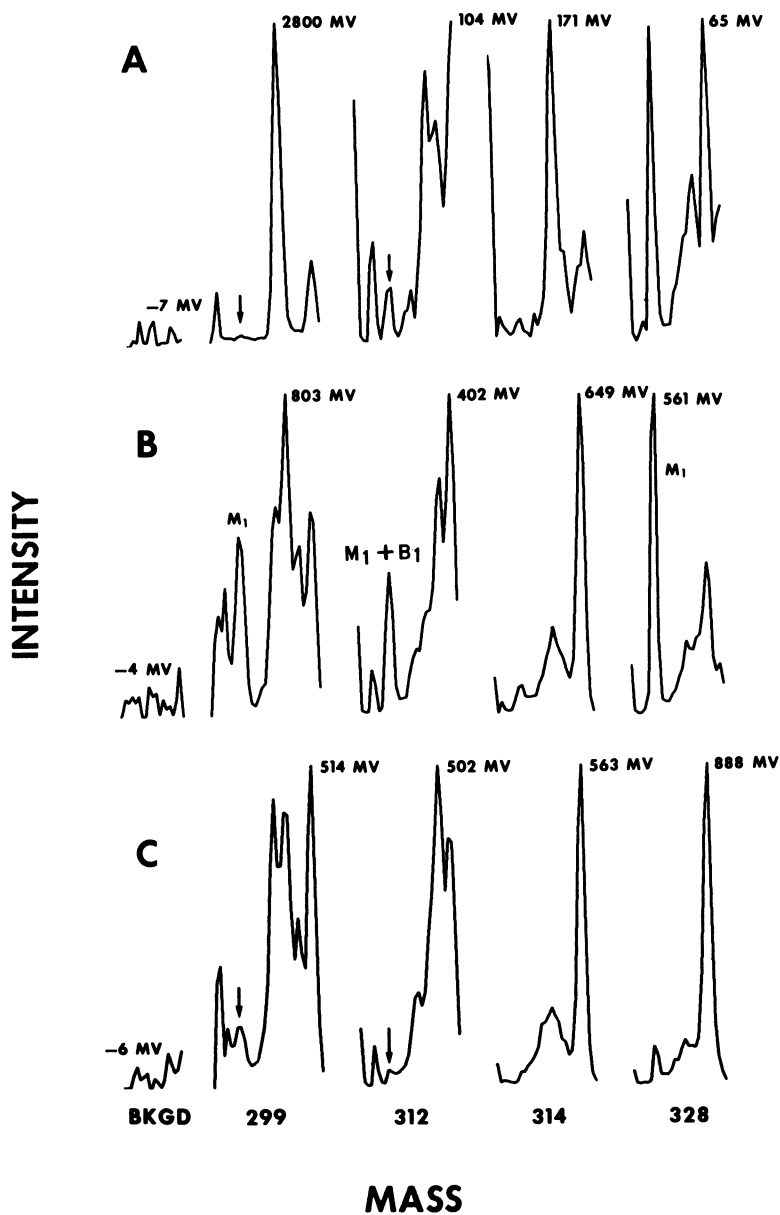 A
2800 MV
104 MV
171 MV
65 MV
–7 MV
B
803 MV
402 MV
649 MV
561 MV
M₁
M₁
M₁ + B₁
–4 MV
INTENSITY
C
514 MV
502 MV
563 MV
888 MV
–6 MV
BKGD 299 312 314 328
MASS